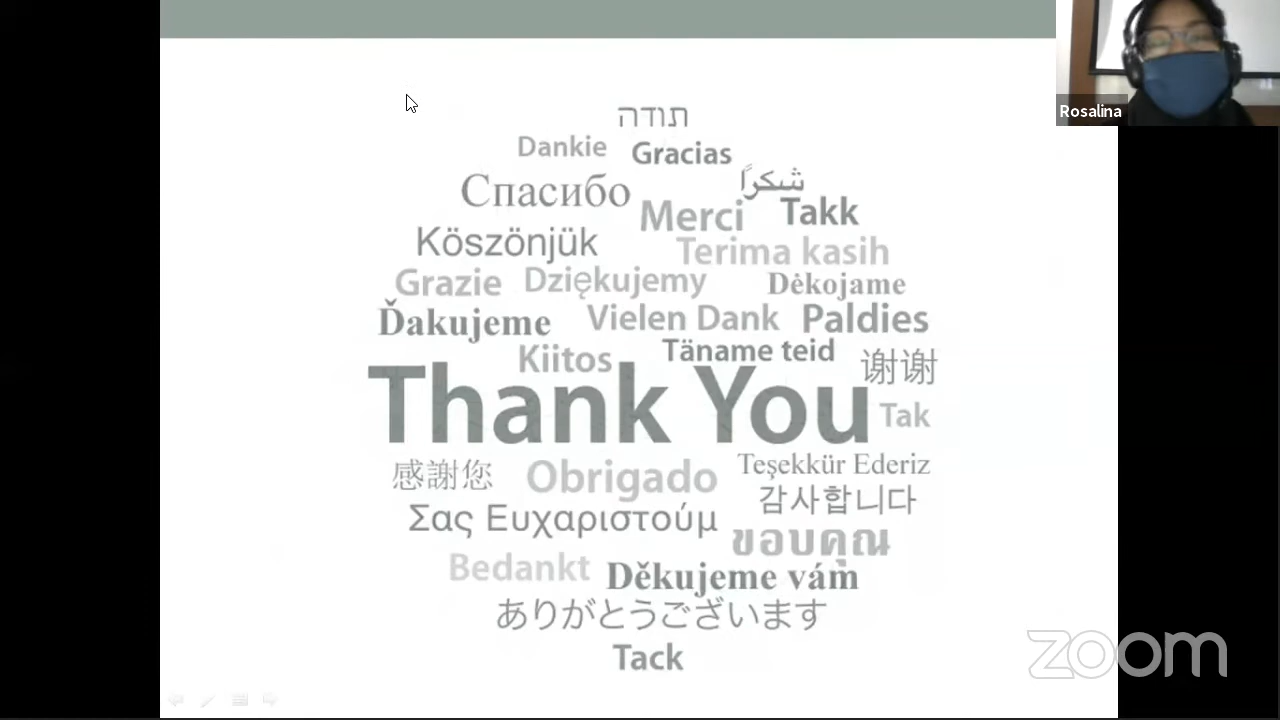 Rosalina
תודה
Dankie Gracias
شكراً
Спасибо
Merci Takk
Köszönjük Terima kasih
Grazie Dziękujemy Dėkojame
Ďakujeme Vielen Dank Paldies
Kiitos Täname teid 谢谢
Thank You Tak
感謝您 Obrigado Teşekkür Ederiz
감사합니다
Σας Ευχαριστούμ
ขอบคุณ
Bedankt Děkujeme vám
ありがとうございます
Tack
zoom